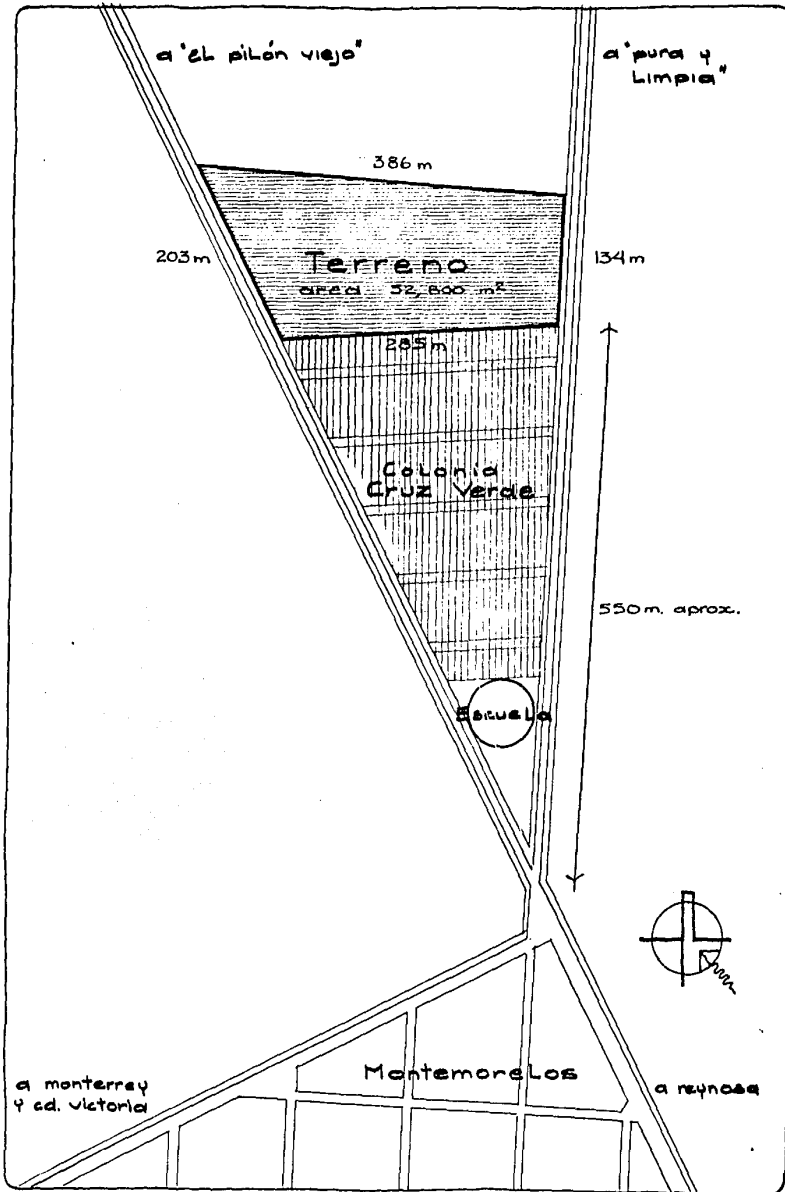 a "el pilón viejo"
a "pura y
Limpia"
386 m
203 m
Terreno
area 52,800 m²
134 m
285 m
Colonia
Cruz Verde
550 m. aprox.
Escuela
Montemorelos
a monterrey
y cd. victoria
a reynosa